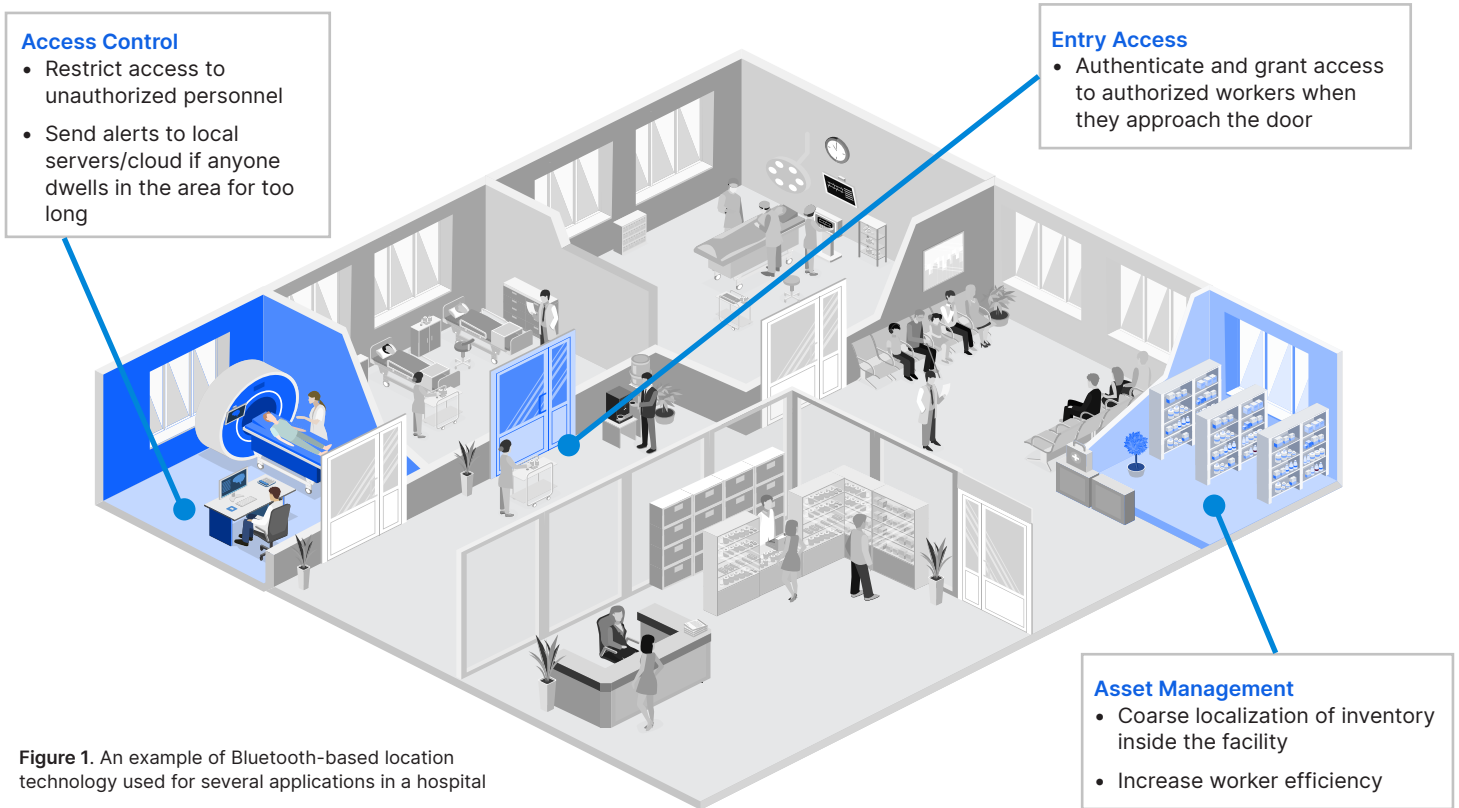 Access Control
• Restrict access to
unauthorized personnel
• Send alerts to local
servers/cloud if anyone
dwells in the area for too
long
Entry Access
• Authenticate and grant access
to authorized workers when
they approach the door
Asset Management
• Coarse localization of inventory
inside the facility
• Increase worker efficiency
Figure 1. An example of Bluetooth-based location
technology used for several applications in a hospital